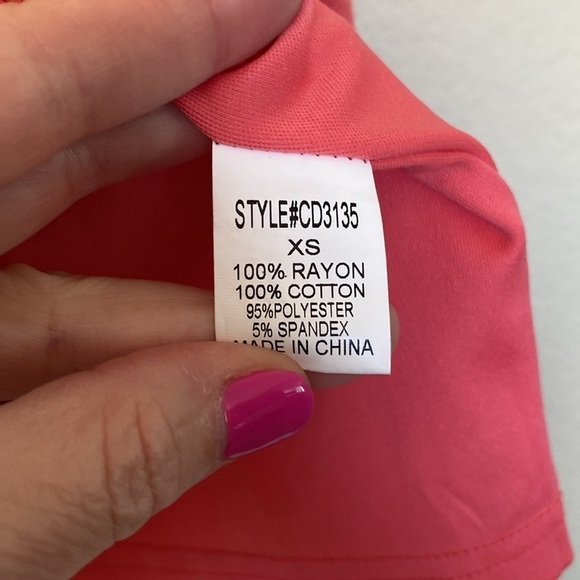 STYLE#CD3135
XS
100% RAYON
100% COTTON
95%POLYESTER
5% SPANDEX
MADE IN CHINA